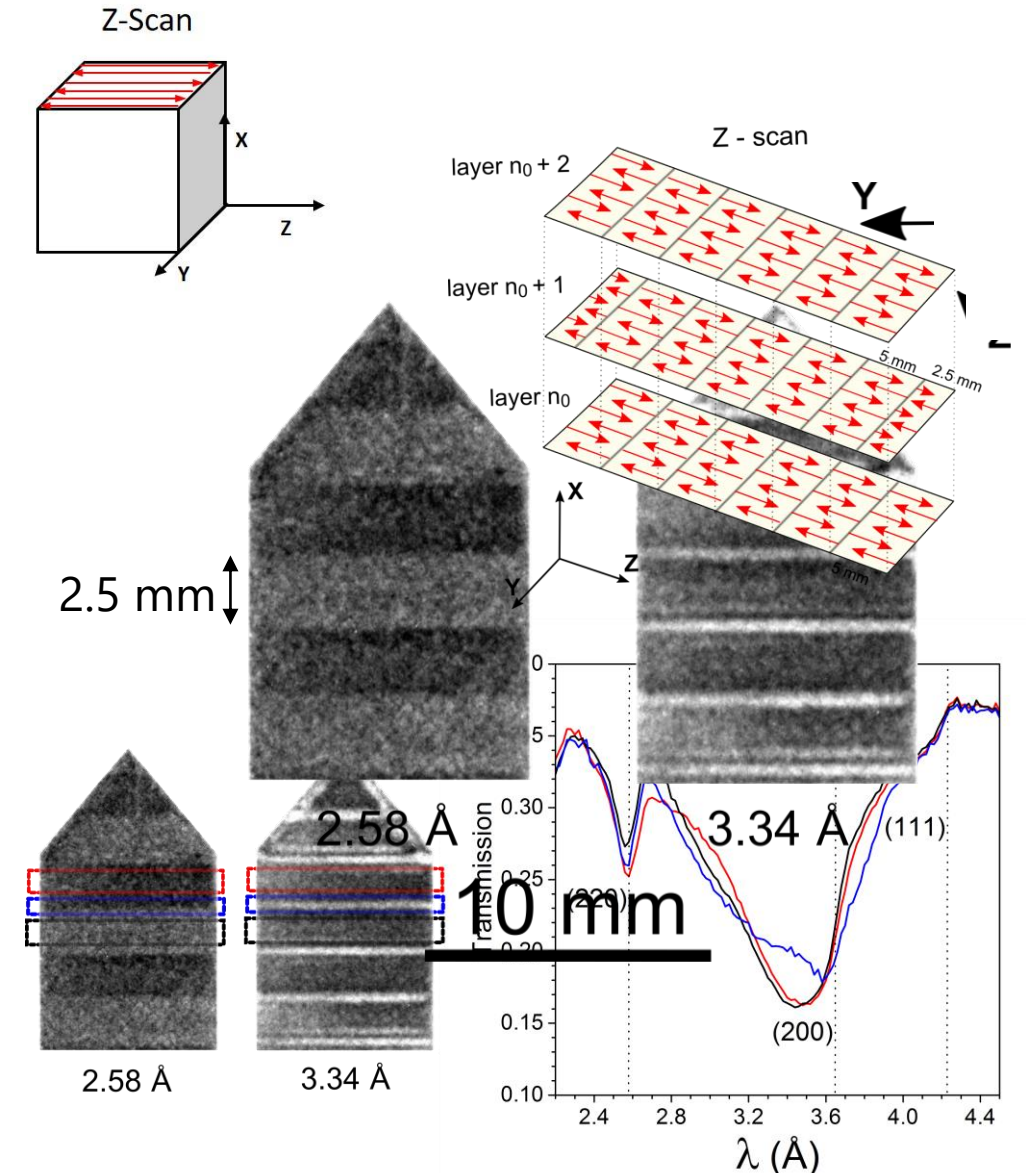 Z-Scan
X
Z
Y
Z - scan
layer n₀ + 2
Y
layer n₀ + 1
5 mm
2.5 mm
layer n₀
X
Z
Y
5 mm
2.5 mm
0
5
0.30
0.25
0.20
0.15
0.10
Transmission
2.58 Å
3.34 Å
(111)
(220)
10 mm
(200)
2.58 Å
3.34 Å
2.4
2.8
3.2
3.6
4.0
4.4
λ (Å)